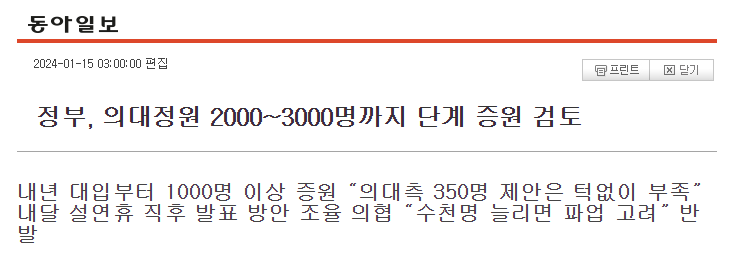 동아일보
2024-01-15 03:00:00 편집
프린트 닫기
정부, 의대정원 2000~3000명까지 단계 증원 검토
내년 대입부터 1000명 이상 증원 “의대측 350명 제안은 턱없이 부족”
내달 설연휴 직후 발표 방안 조율 의협 “수천명 늘리면 파업 고려” 반
발